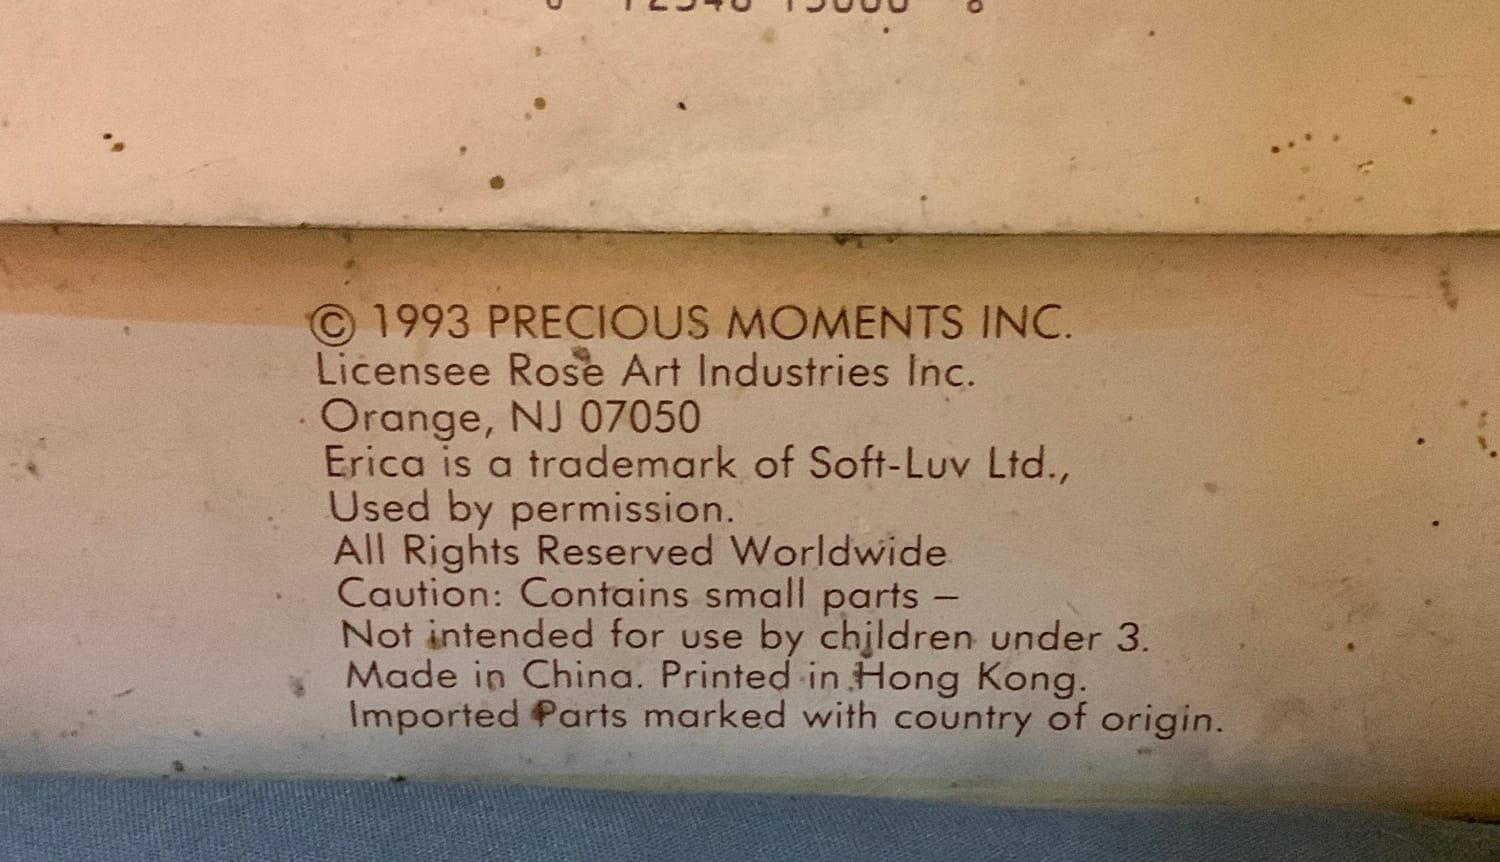 © 1993 PRECIOUS MOMENTS INC.
Licensee Rose Art Industries Inc.
Orange, NJ 07050
Erica is a trademark of Soft-Luv Ltd.,
Used by permission.
All Rights Reserved Worldwide
Caution: Contains small parts –
Not intended for use by children under 3.
Made in China. Printed in Hong Kong.
Imported Parts marked with country of origin.